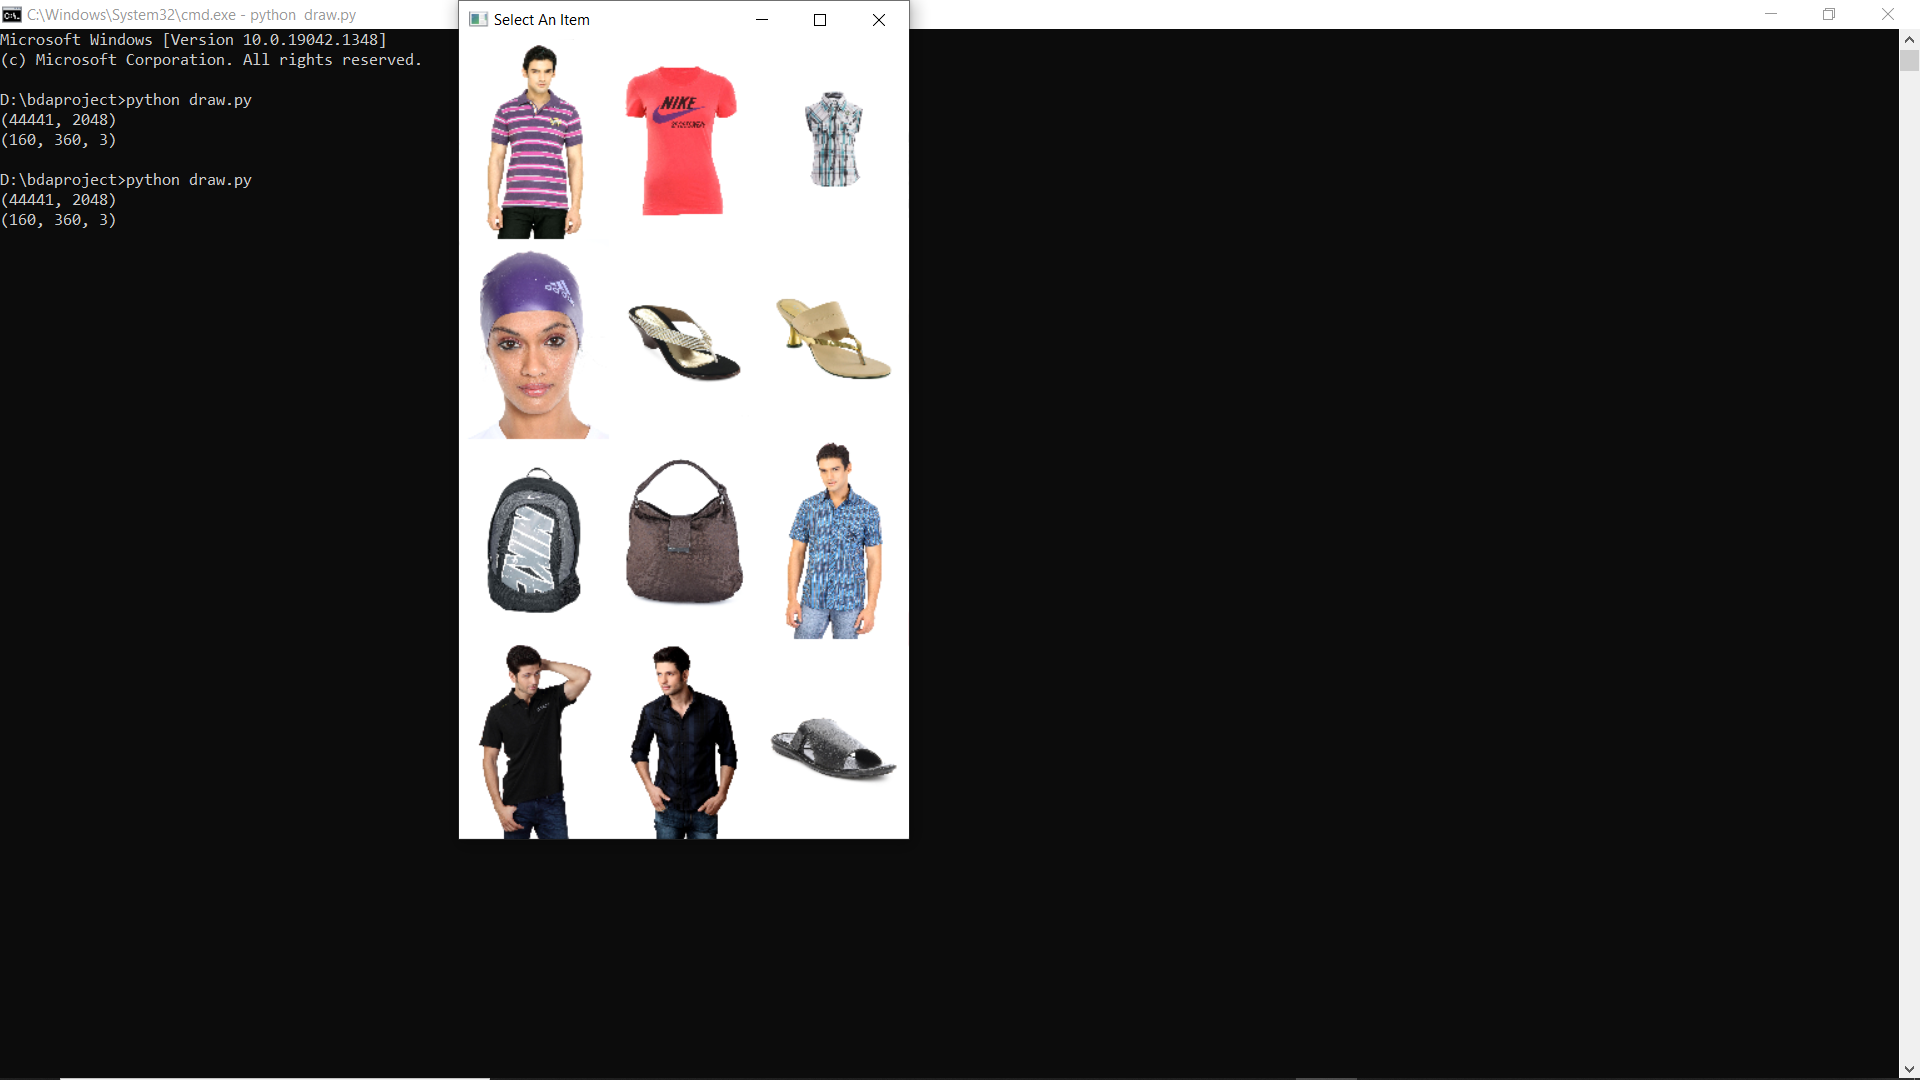 C:\Windows\System32\cmd.exe - python  draw.py
Microsoft Windows [Version 10.0.19042.1348]
(c) Microsoft Corporation. All rights reserved.
D:\bdaproject>python draw.py
(44441, 2048)
(160, 360, 3)
D:\bdaproject>python draw.py
(44441, 2048)
(160, 360, 3)
Select An Item
NIKE
adidas
NIKE